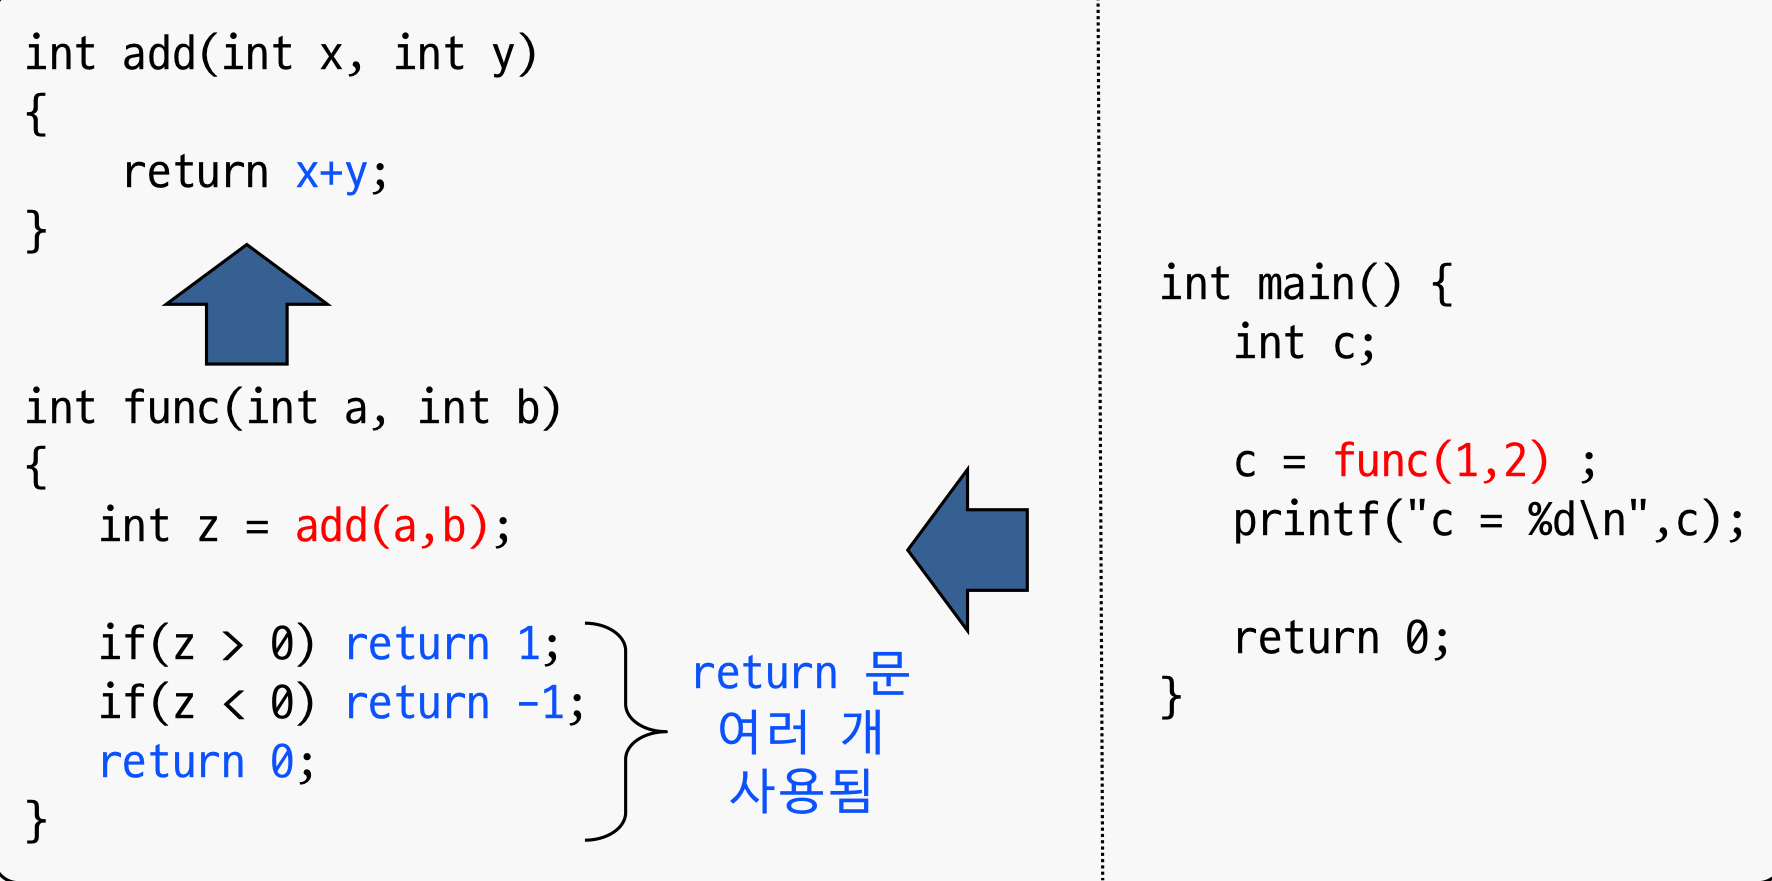 int add(int x, int y)
{
    return x+y;
}
int func(int a, int b)
{
   int z = add(a,b);
   if(z > 0) return 1;
   if(z < 0) return -1;
   return 0;
}
return 문
여러 개
사용됨
int main() {
   int c;
   c = func(1,2) ;
   printf("c = %d\n",c);
   return 0;
}